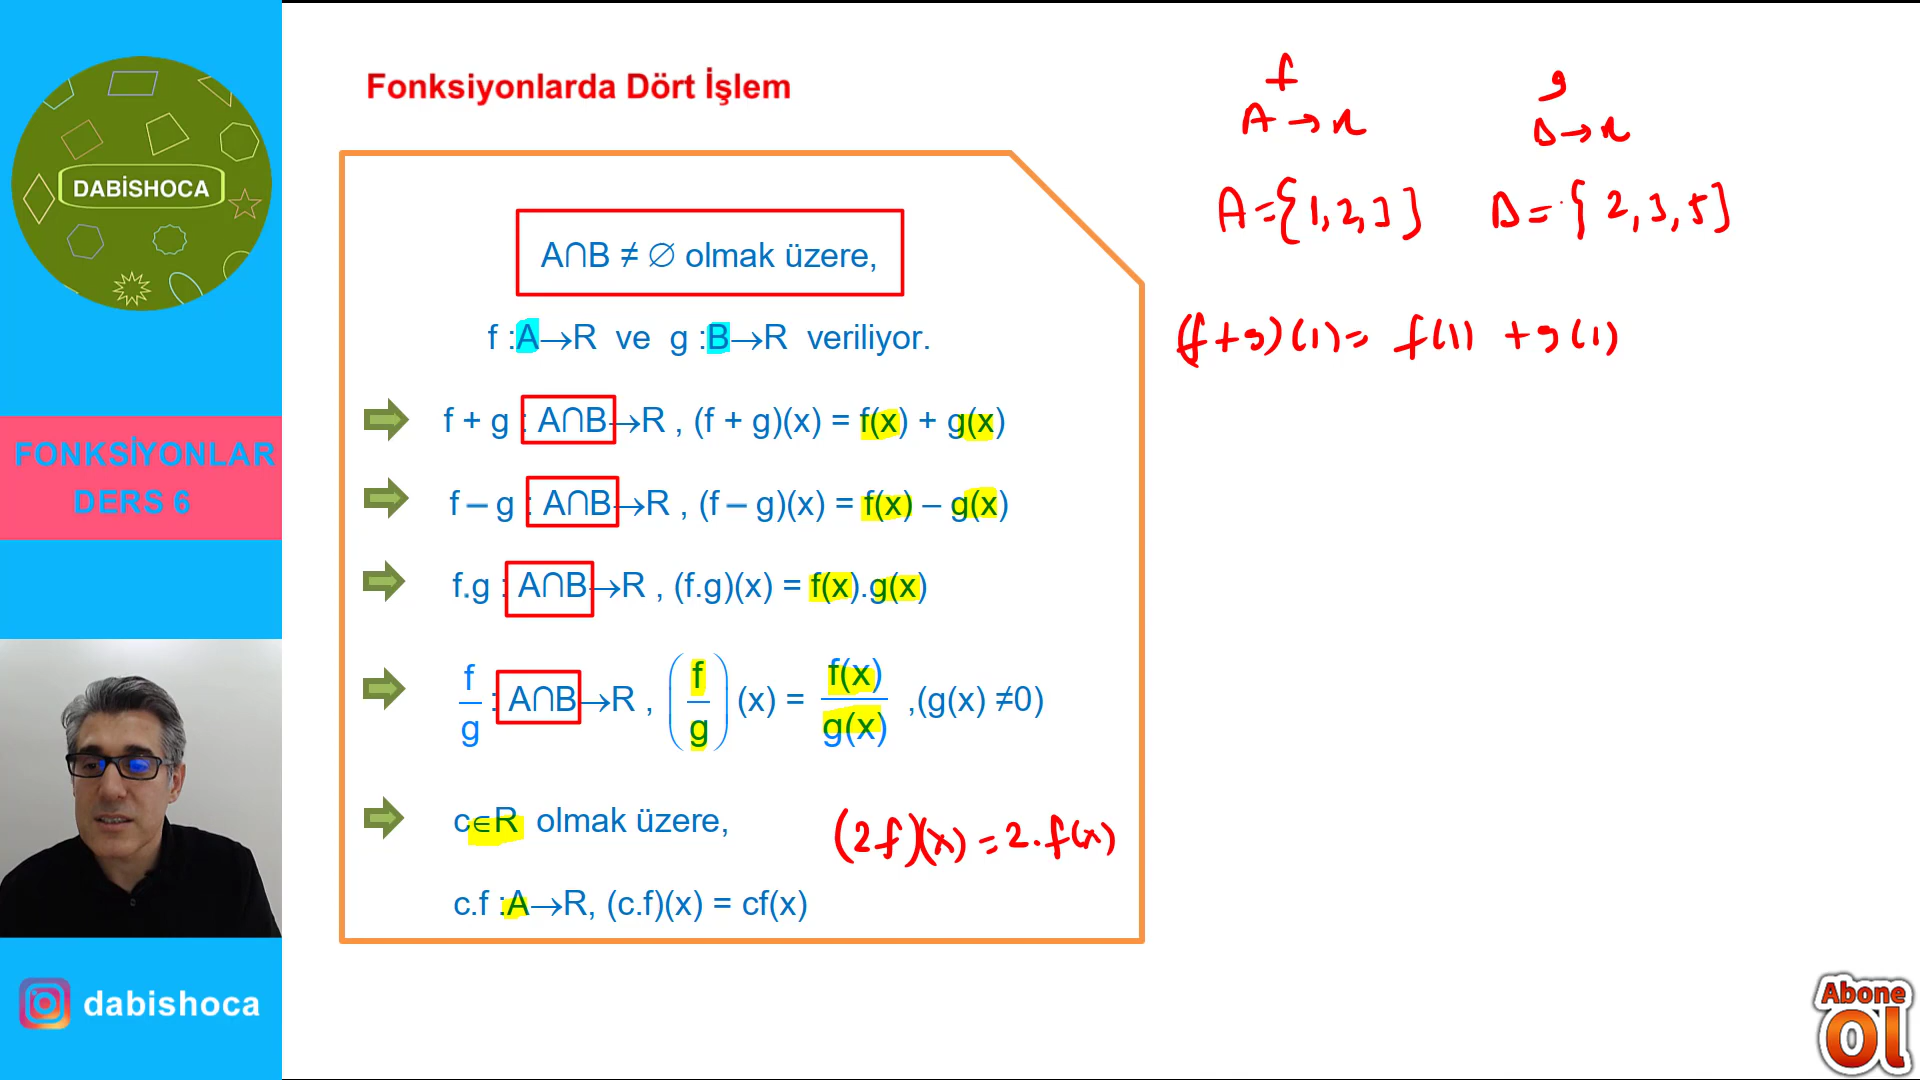 DABİSHOCA
FONKSİYONLAR
DERS 6
dabishoca
Fonksiyonlarda Dört İşlem
A∩B ≠ ∅ olmak üzere,
f :A→R ve g :B→R veriliyor.
f + g : A∩B→R , (f + g)(x) = f(x) + g(x)
f – g : A∩B→R , (f – g)(x) = f(x) – g(x)
f.g : A∩B→R , (f.g)(x) = f(x).g(x)
f/g : A∩B→R , (f/g)(x) = f(x)/g(x) ,(g(x) ≠0)
c∈R olmak üzere,
(2f)(x) = 2.f(x)
c.f :A→R, (c.f)(x) = cf(x)
f g
A → R B → R
A = {1,2,3} B = {2,3,5}
(f+g)(1) = f(1) + g(1)
Abone
Ol